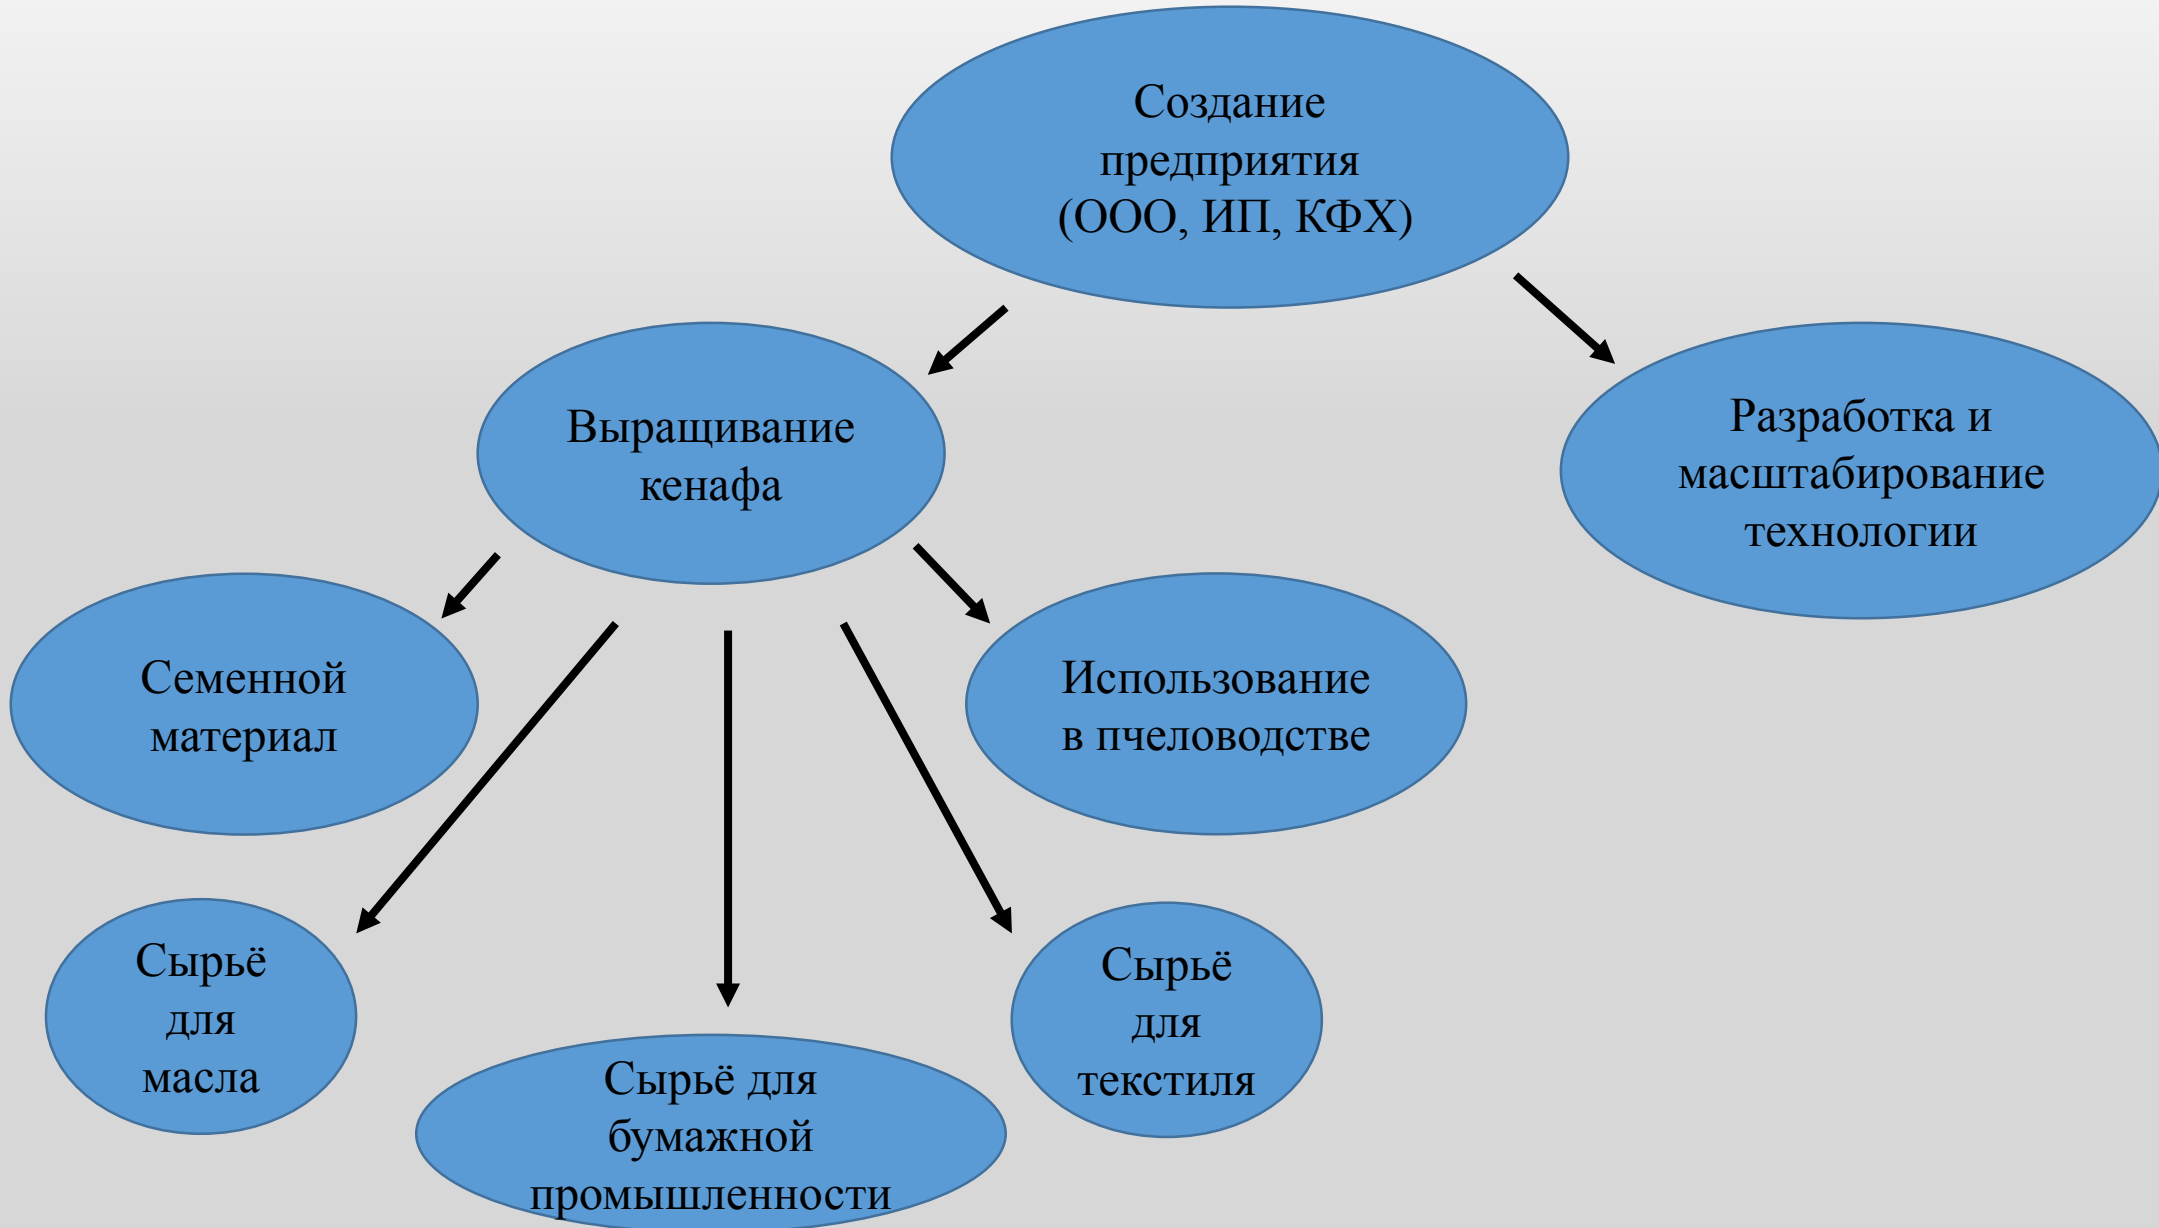 Создание
предприятия
(ООО, ИП, КФХ)
Выращивание
кенафа
Разработка и
масштабирование
технологии
Семенной
материал
Использование
в пчеловодстве
Сырьё
для
масла
Сырьё для
бумажной
промышленности
Сырьё
для
текстиля